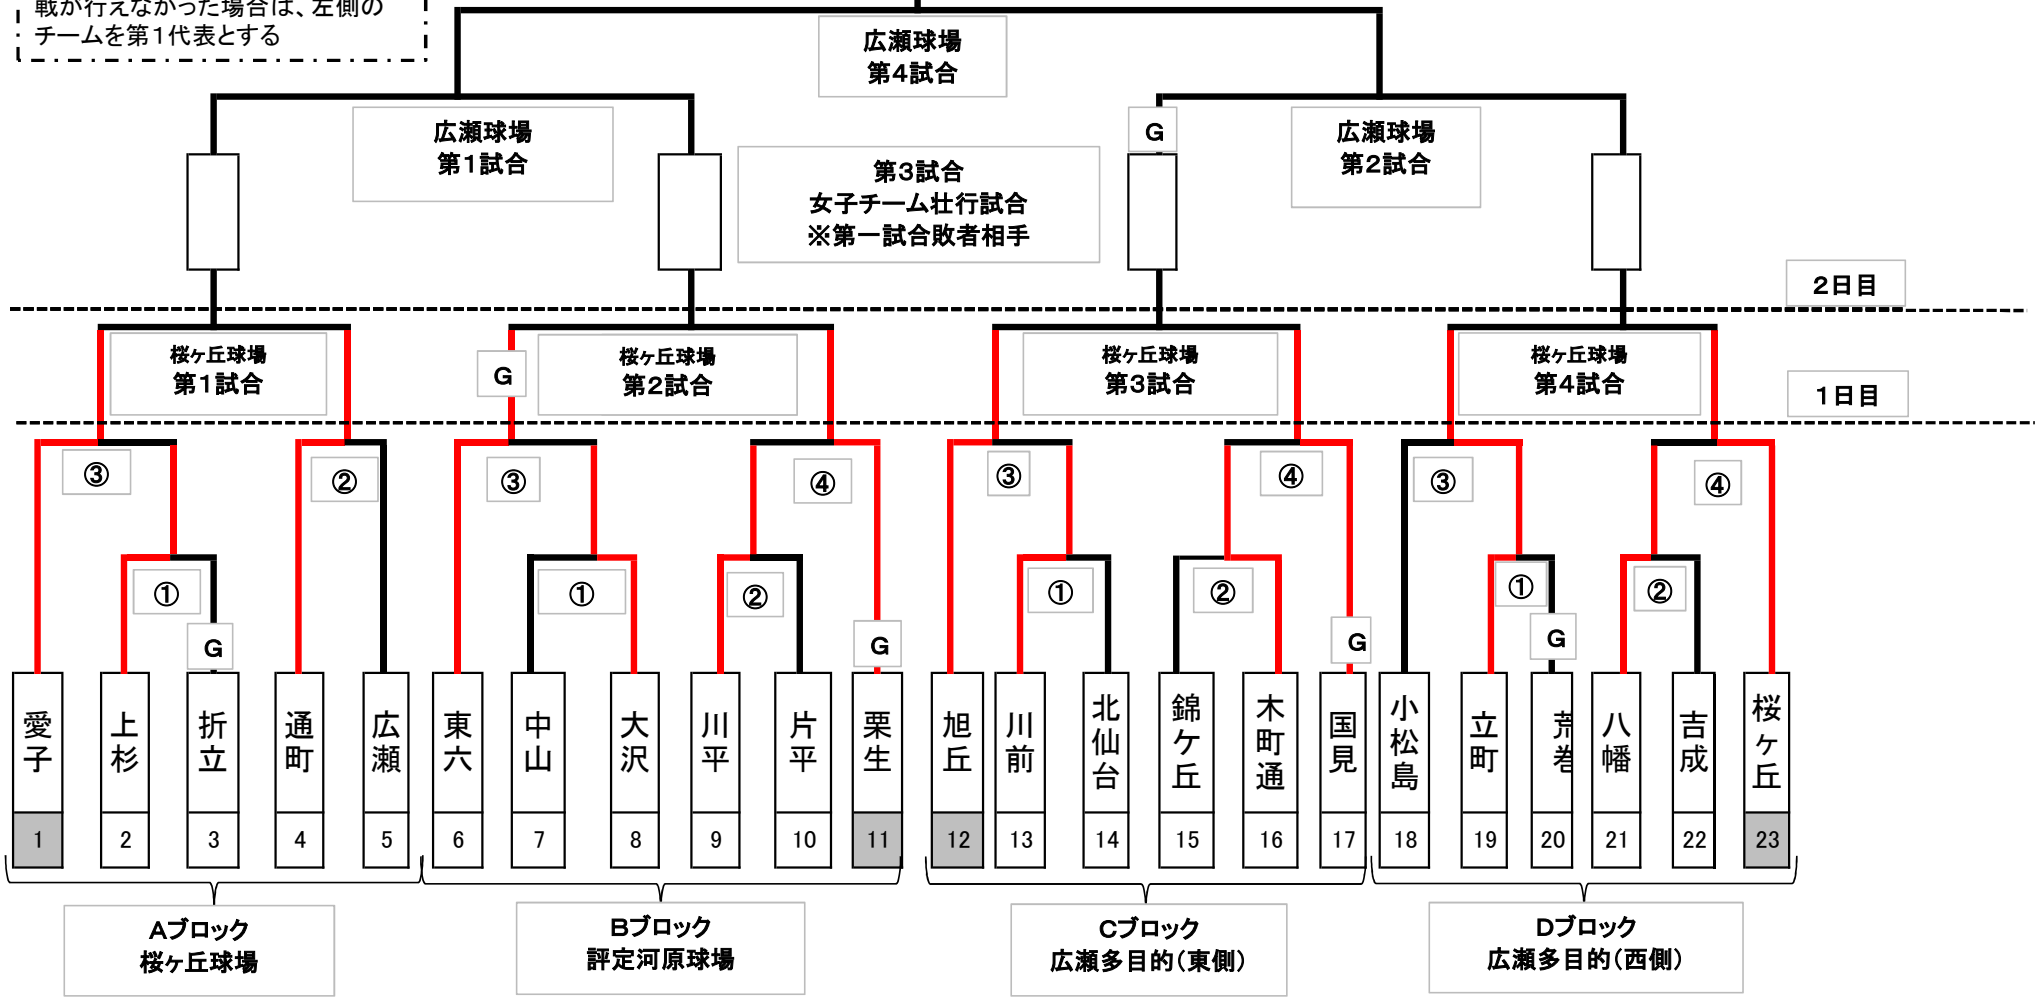 戦が行えなかった場合は、左側の
チームを第1代表とする
広瀬球場
第4試合
広瀬球場
第1試合
G
広瀬球場
第2試合
第3試合
女子チーム壮行試合
※第一試合敗者相手
2日目
桜ヶ丘球場
第1試合
G
桜ヶ丘球場
第2試合
桜ヶ丘球場
第3試合
桜ヶ丘球場
第4試合
1日目
③
②
③
④
③
④
③
④
①
①
②
①
②
①
②
G
G
G
G
愛子
上杉
折立
通町
広瀬
東六
中山
大沢
川平
片平
栗生
旭丘
川前
北仙台
錦ケ丘
木町通
国見
小松島
立町
荒巻
八幡
吉成
桜ヶ丘
1 2 3 4 5 6 7 8 9 10 11 12 13 14 15 16 17 18 19 20 21 22 23
Aブロック
桜ヶ丘球場
Bブロック
評定河原球場
Cブロック
広瀬多目的(東側)
Dブロック
広瀬多目的(西側)